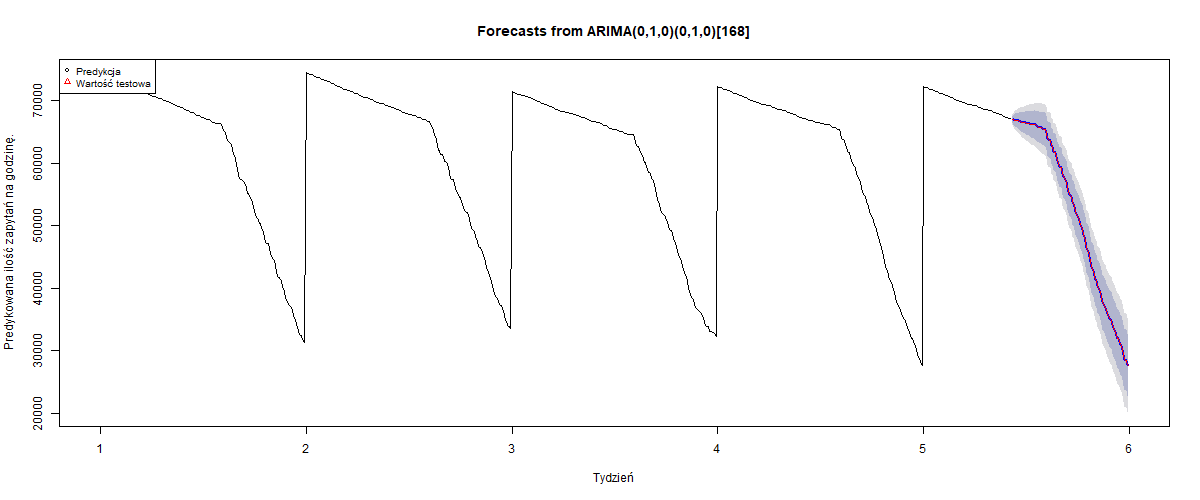 Forecasts from ARIMA(0,1,0)(0,1,0)[168]
Predykcja
Wartość testowa
Predykowana ilość zapytań na godzinę.
70000
60000
50000
40000
30000
20000
1 2 3 4 5 6
Tydzień